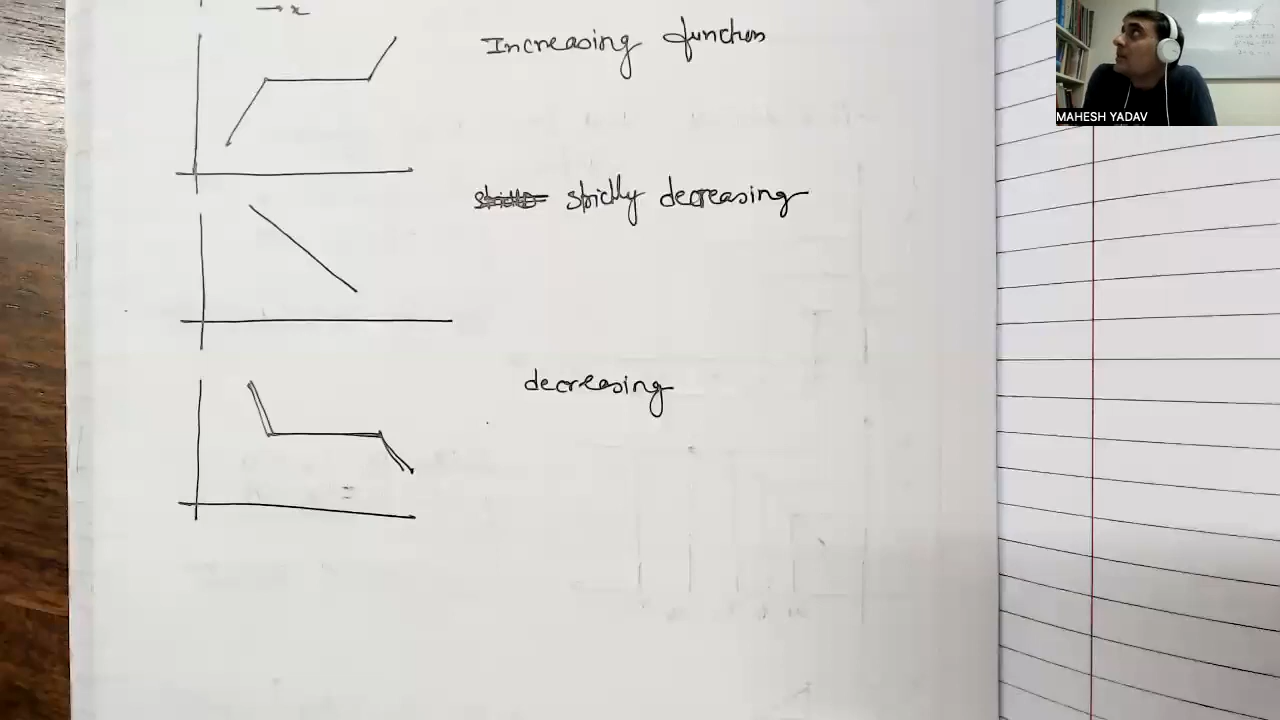 → x
Increasing function
strictly decreasing
decreasing
MAHESH YADAV